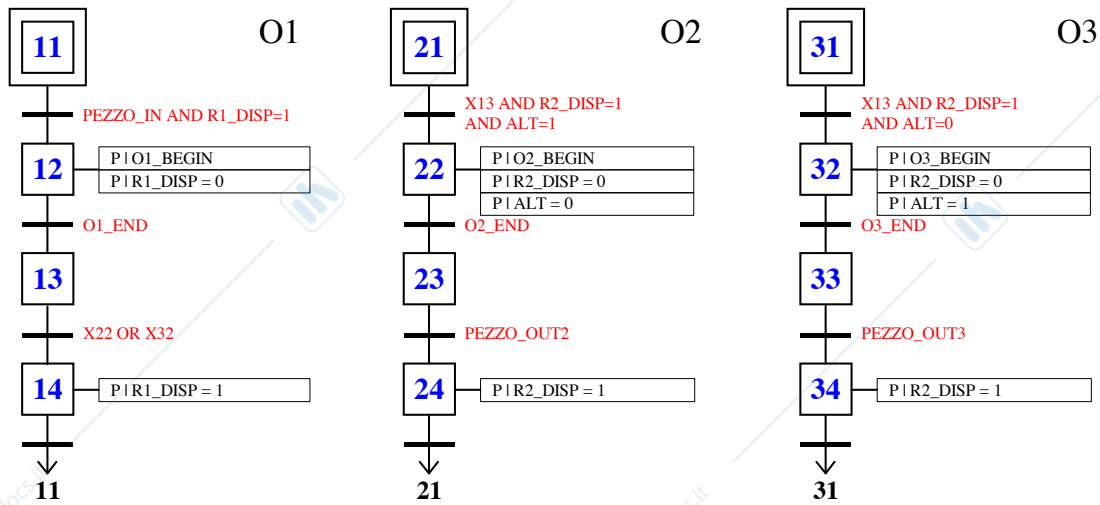 O1
11
PEZZO_IN AND R1_DISP=1
12
P | O1_BEGIN
P | R1_DISP = 0
O1_END
13
X22 OR X32
14
P | R1_DISP = 1
11
O2
21
X13 AND R2_DISP=1
AND ALT=1
22
P | O2_BEGIN
P | R2_DISP = 0
P | ALT = 0
O2_END
23
PEZZO_OUT2
24
P | R2_DISP = 1
21
O3
31
X13 AND R2_DISP=1
AND ALT=0
32
P | O3_BEGIN
P | R2_DISP = 0
P | ALT = 1
O3_END
33
PEZZO_OUT3
34
P | R2_DISP = 1
31